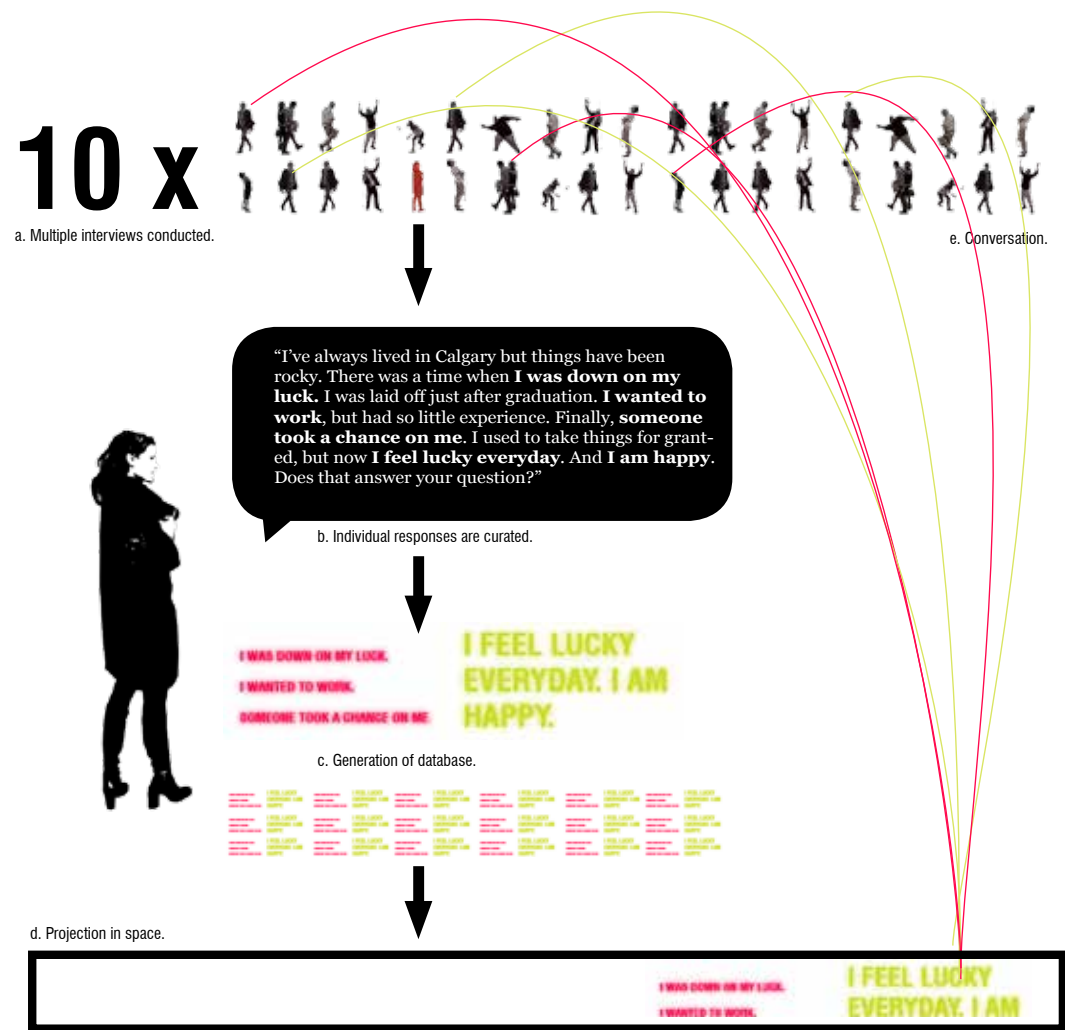 10 x
a. Multiple interviews conducted.
e. Conversation.
“I’ve always lived in Calgary but things have been
rocky. There was a time when I was down on my
luck. I was laid off just after graduation. I wanted to
work, but had so little experience. Finally, someone
took a chance on me. I used to take things for grant-
ed, but now I feel lucky everyday. And I am happy.
Does that answer your question?”
b. Individual responses are curated.
I WAS DOWN ON MY LUCK.
I WANTED TO WORK.
SOMEONE TOOK A CHANCE ON ME.
I FEEL LUCKY
EVERYDAY. I AM
HAPPY.
c. Generation of database.
d. Projection in space.
I WAS DOWN ON MY LUCK.
I WANTED TO WORK.
I FEEL LUCKY
EVERYDAY. I AM